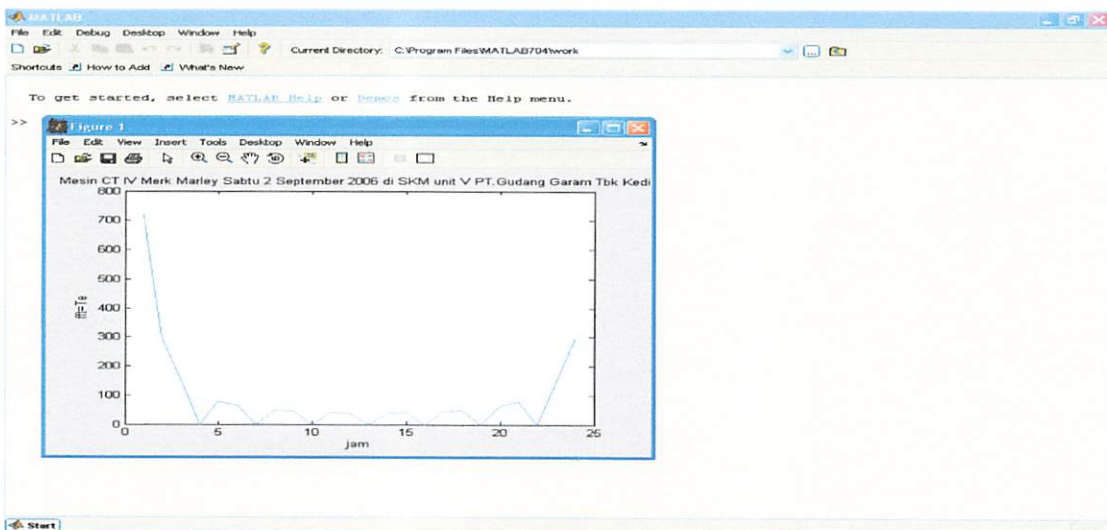 MATLAB
File Edit Debug Desktop Window Help
Current Directory: C:\Program Files\MATLAB704\work
Shortcuts How to Add What's New
To get started, select MATLAB Help or Demos from the Help menu.
>>
Figure 1
File Edit View Insert Tools Desktop Window Help
Mesin CT IV Merk Marley Sabtu 2 September 2006 di SKM unit V PT.Gudang Garam Tbk Kedi
800
700
600
500
400
300
200
100
0
0 5 10 15 20 25
jam
Start